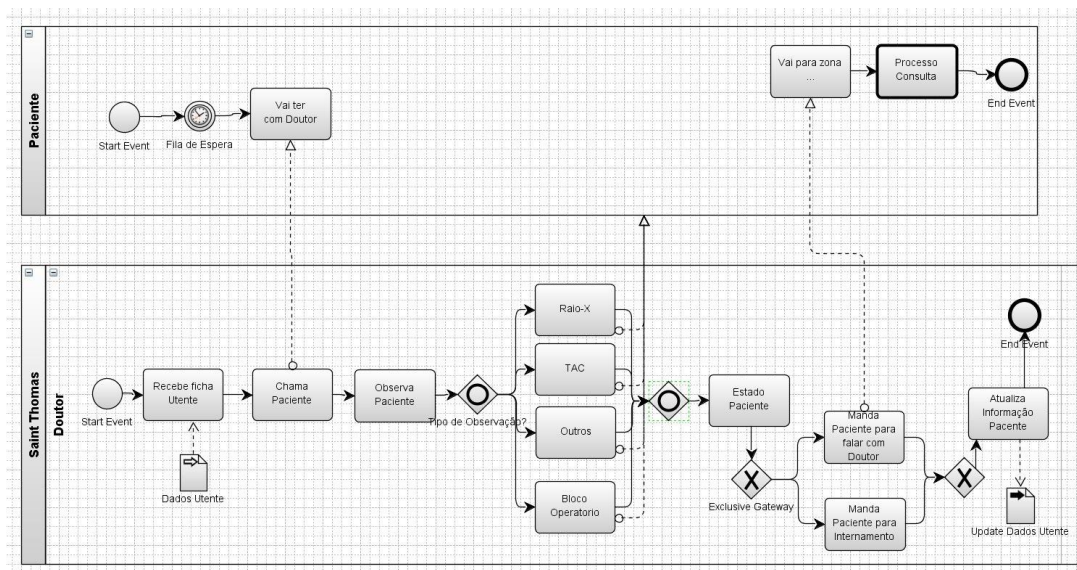 Paciente
Start Event
Fila de Espera
Vai ter
com Doutor
Vai para zona
...
Processo
Consulta
End Event
Saint Thomas
Doutor
Start Event
Recebe ficha
Utente
Dados Utente
Chama
Paciente
Observa
Paciente
Tipo de Observação?
Raio-X
TAC
Outros
Bloco
Operatorio
Estado
Paciente
Exclusive Gateway
Manda
Paciente para
falar com
Doutor
Manda
Paciente para
Internamento
End Event
Atualiza
Informação
Pacente
Update Dados Utente